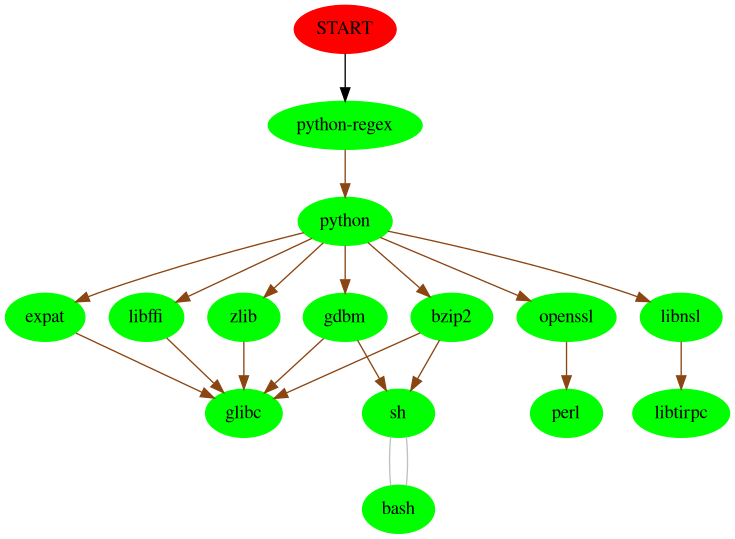 START
python-regex
python
expat libffi zlib gdbm bzip2 openssl libnsl
glibc sh perl libtirpc
bash